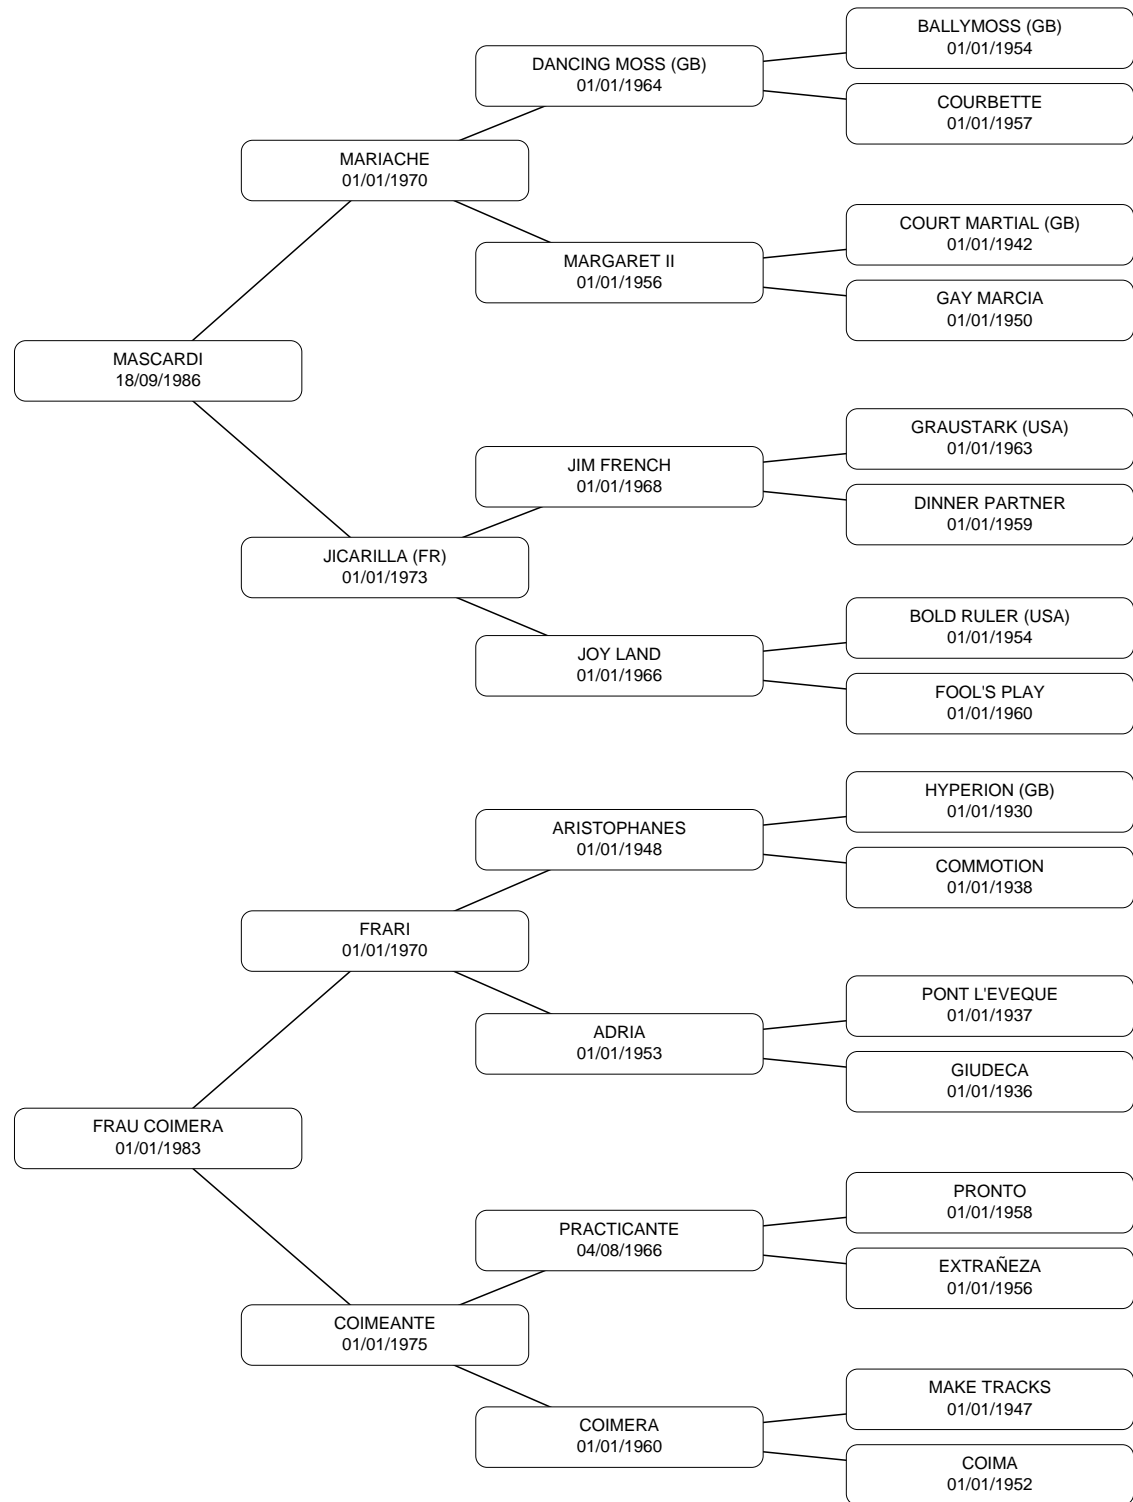 BALLYMOSS (GB)
01/01/1954
DANCING MOSS (GB)
01/01/1964
COURBETTE
01/01/1957
MARIACHE
01/01/1970
COURT MARTIAL (GB)
01/01/1942
MARGARET II
01/01/1956
GAY MARCIA
01/01/1950
MASCARDI
18/09/1986
GRAUSTARK (USA)
01/01/1963
JIM FRENCH
01/01/1968
DINNER PARTNER
01/01/1959
JICARILLA (FR)
01/01/1973
BOLD RULER (USA)
01/01/1954
JOY LAND
01/01/1966
FOOL'S PLAY
01/01/1960
HYPERION (GB)
01/01/1930
ARISTOPHANES
01/01/1948
COMMOTION
01/01/1938
FRARI
01/01/1970
PONT L'EVEQUE
01/01/1937
ADRIA
01/01/1953
GIUDECA
01/01/1936
FRAU COIMERA
01/01/1983
PRONTO
01/01/1958
PRACTICANTE
04/08/1966
EXTRAÑEZA
01/01/1956
COIMEANTE
01/01/1975
MAKE TRACKS
01/01/1947
COIMERA
01/01/1960
COIMA
01/01/1952